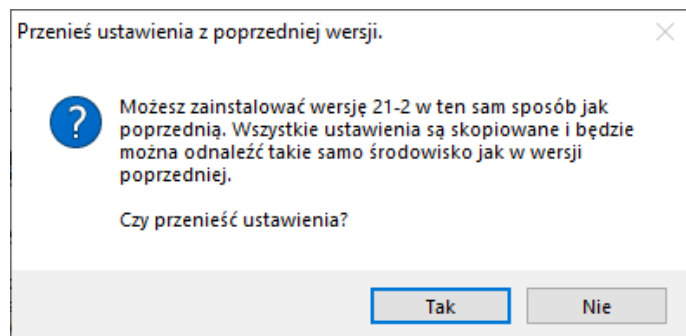 Przenieś ustawienia z poprzedniej wersji.
Możesz zainstalować wersję 21-2 w ten sam sposób jak
poprzednią. Wszystkie ustawienia są skopiowane i będzie
można odnaleźć takie samo środowisko jak w wersji
poprzedniej.
Czy przenieść ustawienia?
Tak
Nie